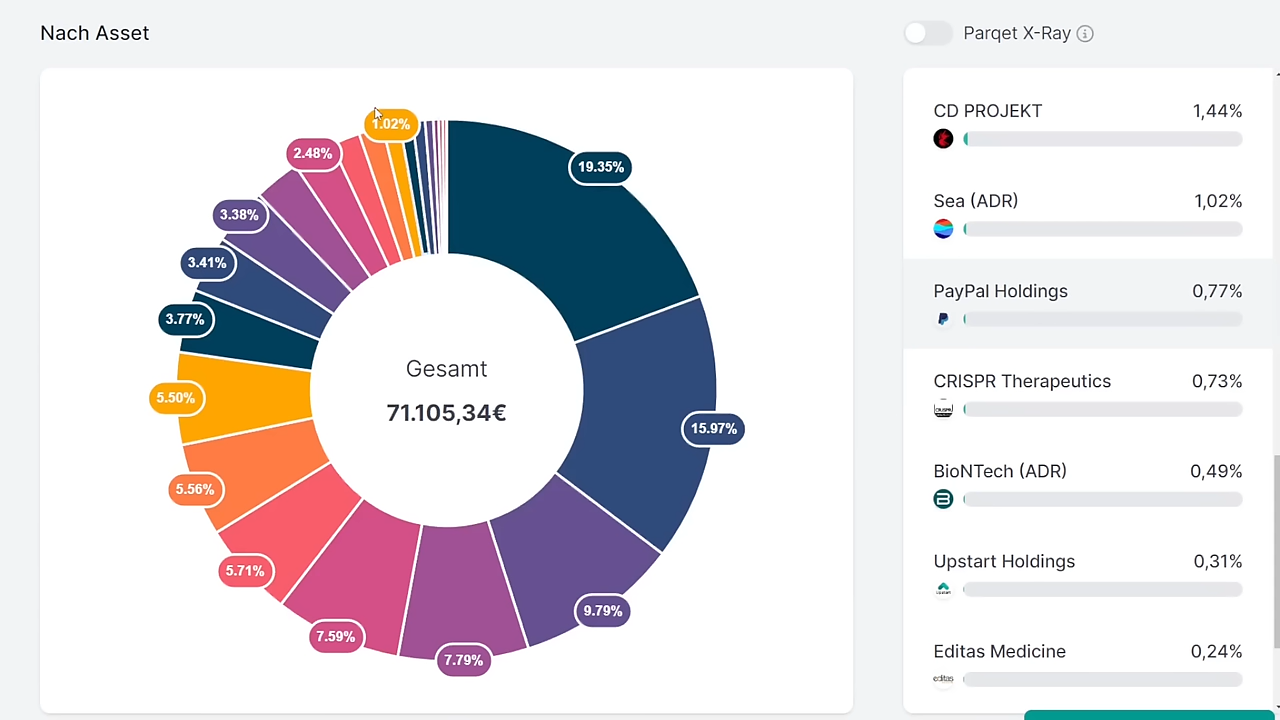 Nach Asset
Parqet X-Ray
1.02%
2.48%
19.35%
3.38%
3.41%
3.77%
5.50%
15.97%
5.56%
5.71%
9.79%
7.59%
7.79%
Gesamt
71.105,34€
CD PROJEKT 1,44%
Sea (ADR) 1,02%
PayPal Holdings 0,77%
CRISPR Therapeutics 0,73%
CRISPR
BioNTech (ADR) 0,49%
Upstart Holdings 0,31%
Upstart
Editas Medicine 0,24%
editas